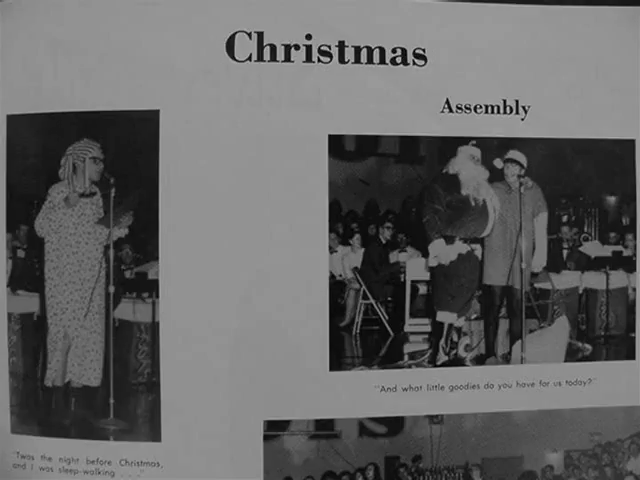 Christmas
Assembly
"And what little goodies do you have for us today?"
'Twas the night before Christmas,
and I was sleep-walking . . ."